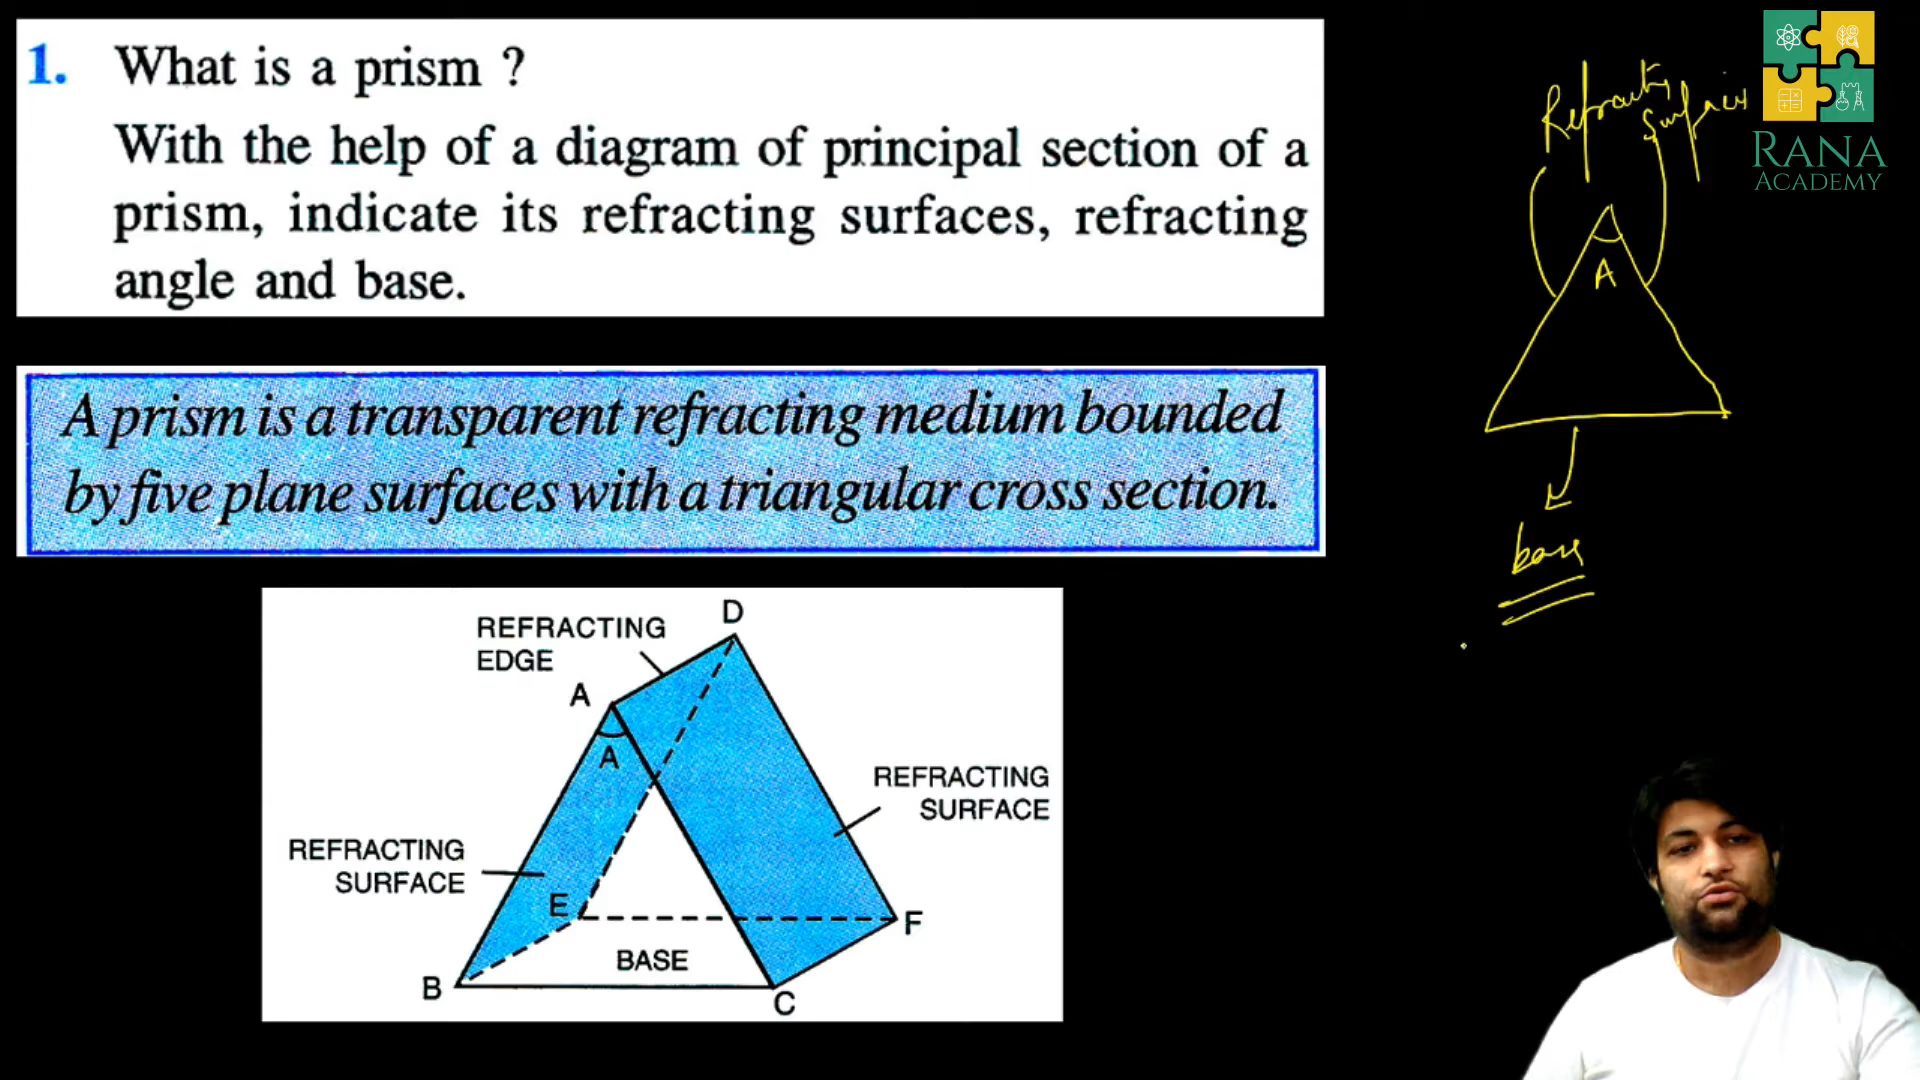 1. What is a prism ?
With the help of a diagram of principal section of a
prism, indicate its refracting surfaces, refracting
angle and base.
A prism is a transparent refracting medium bounded
by five plane surfaces with a triangular cross section.
REFRACTING
EDGE
D
A
A
REFRACTING
SURFACE
REFRACTING
SURFACE
E
F
BASE
B
C
Refracting
Surfaces
A
base
RANA
ACADEMY